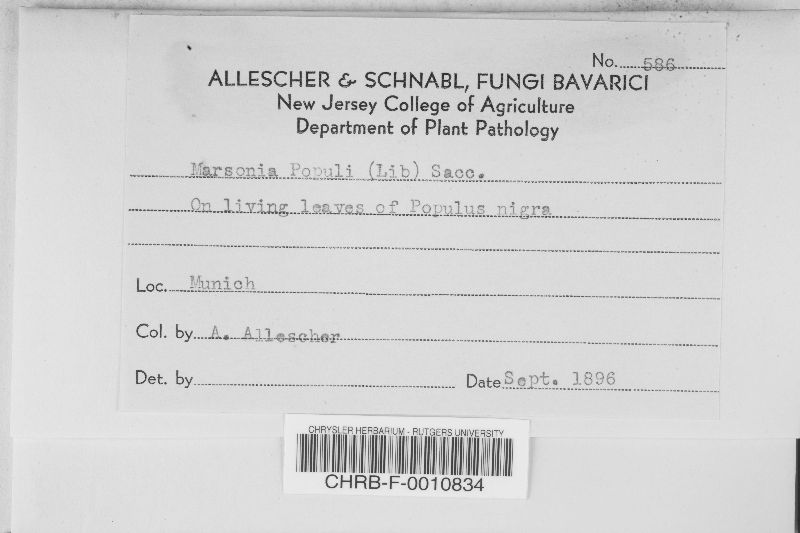 No. 586
ALLESCHER & SCHNABL, FUNGI BAVARICI
New Jersey College of Agriculture
Department of Plant Pathology
Marsonia Populi (Lib) Sacc.
On living leaves of Populus nigra
Loc. Munich
Col. by A. Allescher
Det. by
Date Sept. 1896
CHRYSLER HERBARIUM - RUTGERS UNIVERSITY
CHRB-F-0010834